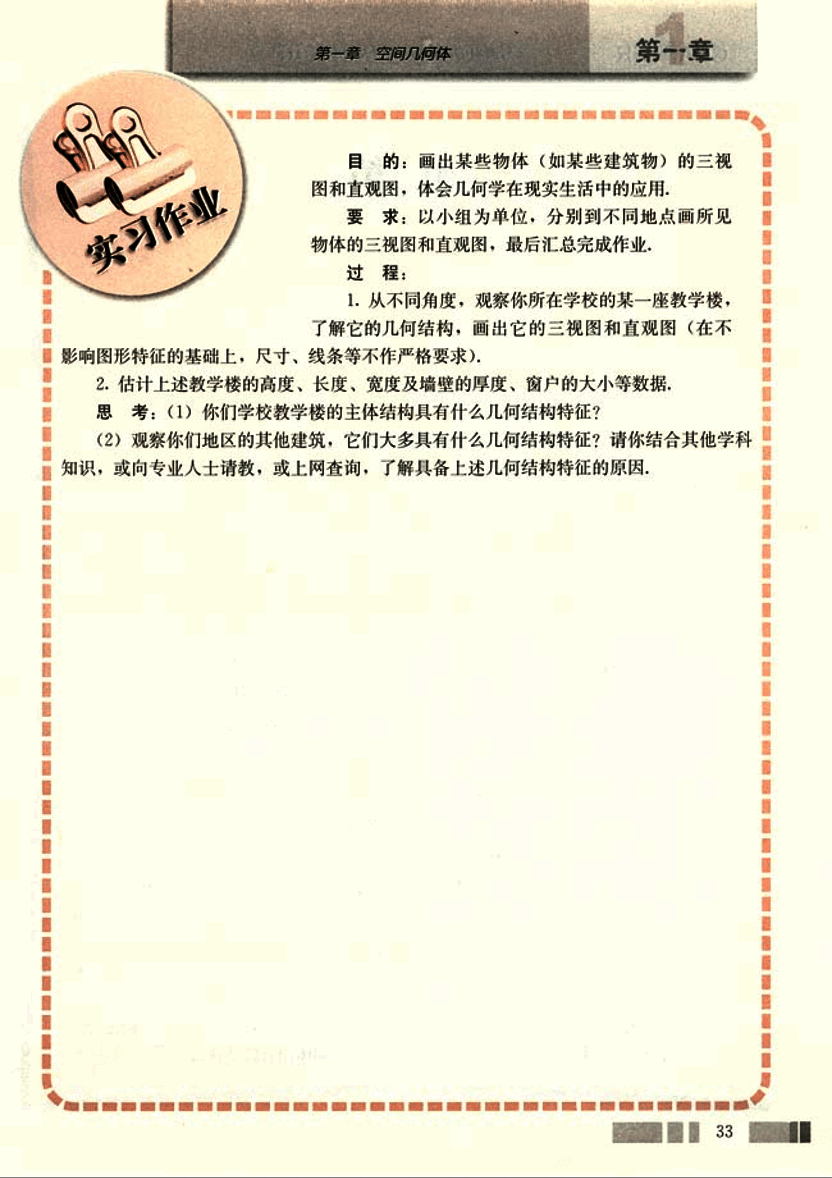 第一章 空间几何体
第一章
实习作业
目 的：画出某些物体（如某些建筑物）的三视
图和直观图，体会几何学在现实生活中的应用.
要 求：以小组为单位，分别到不同地点画所见
物体的三视图和直观图，最后汇总完成作业.
过 程：
1. 从不同角度，观察你所在学校的某一座教学楼，
了解它的几何结构，画出它的三视图和直观图（在不
影响图形特征的基础上，尺寸、线条等不作严格要求）.
2. 估计上述教学楼的高度、长度、宽度及墙壁的厚度、窗户的大小等数据.
思 考：（1）你们学校教学楼的主体结构具有什么几何结构特征？
（2）观察你们地区的其他建筑，它们大多具有什么几何结构特征？请你结合其他学科
知识，或向专业人士请教，或上网查询，了解具备上述几何结构特征的原因.
33